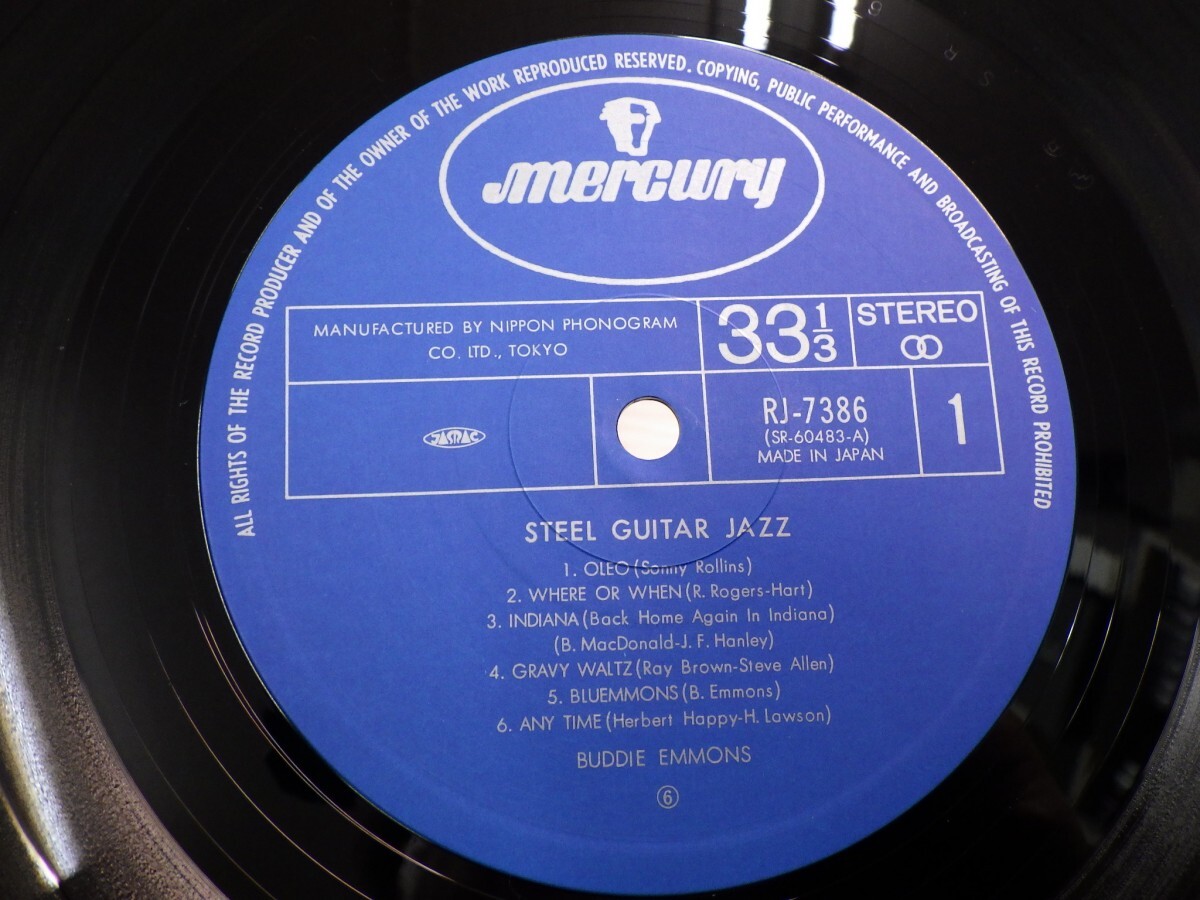 ALL RIGHTS OF THE RECORD PRODUCER AND OF THE OWNER OF THE WORK REPRODUCED RESERVED. COPYING, PUBLIC PERFORMANCE AND BROADCASTING OF THIS RECORD PROHIBITED
mercury
MANUFACTURED BY NIPPON PHONOGRAM
CO. LTD., TOKYO
33 1/3
STEREO
JASRAC
RJ-7386
(SR-60483-A)
MADE IN JAPAN
1
STEEL GUITAR JAZZ
1. OLEO (Sonny Rollins)
2. WHERE OR WHEN (R. Rogers-Hart)
3. INDIANA (Back Home Again In Indiana)
(B. MacDonald-J. F. Hanley)
4. GRAVY WALTZ (Ray Brown-Steve Allen)
5. BLUEMMONS (B. Emmons)
6. ANY TIME (Herbert Happy-H. Lawson)
BUDDIE EMMONS
⑥